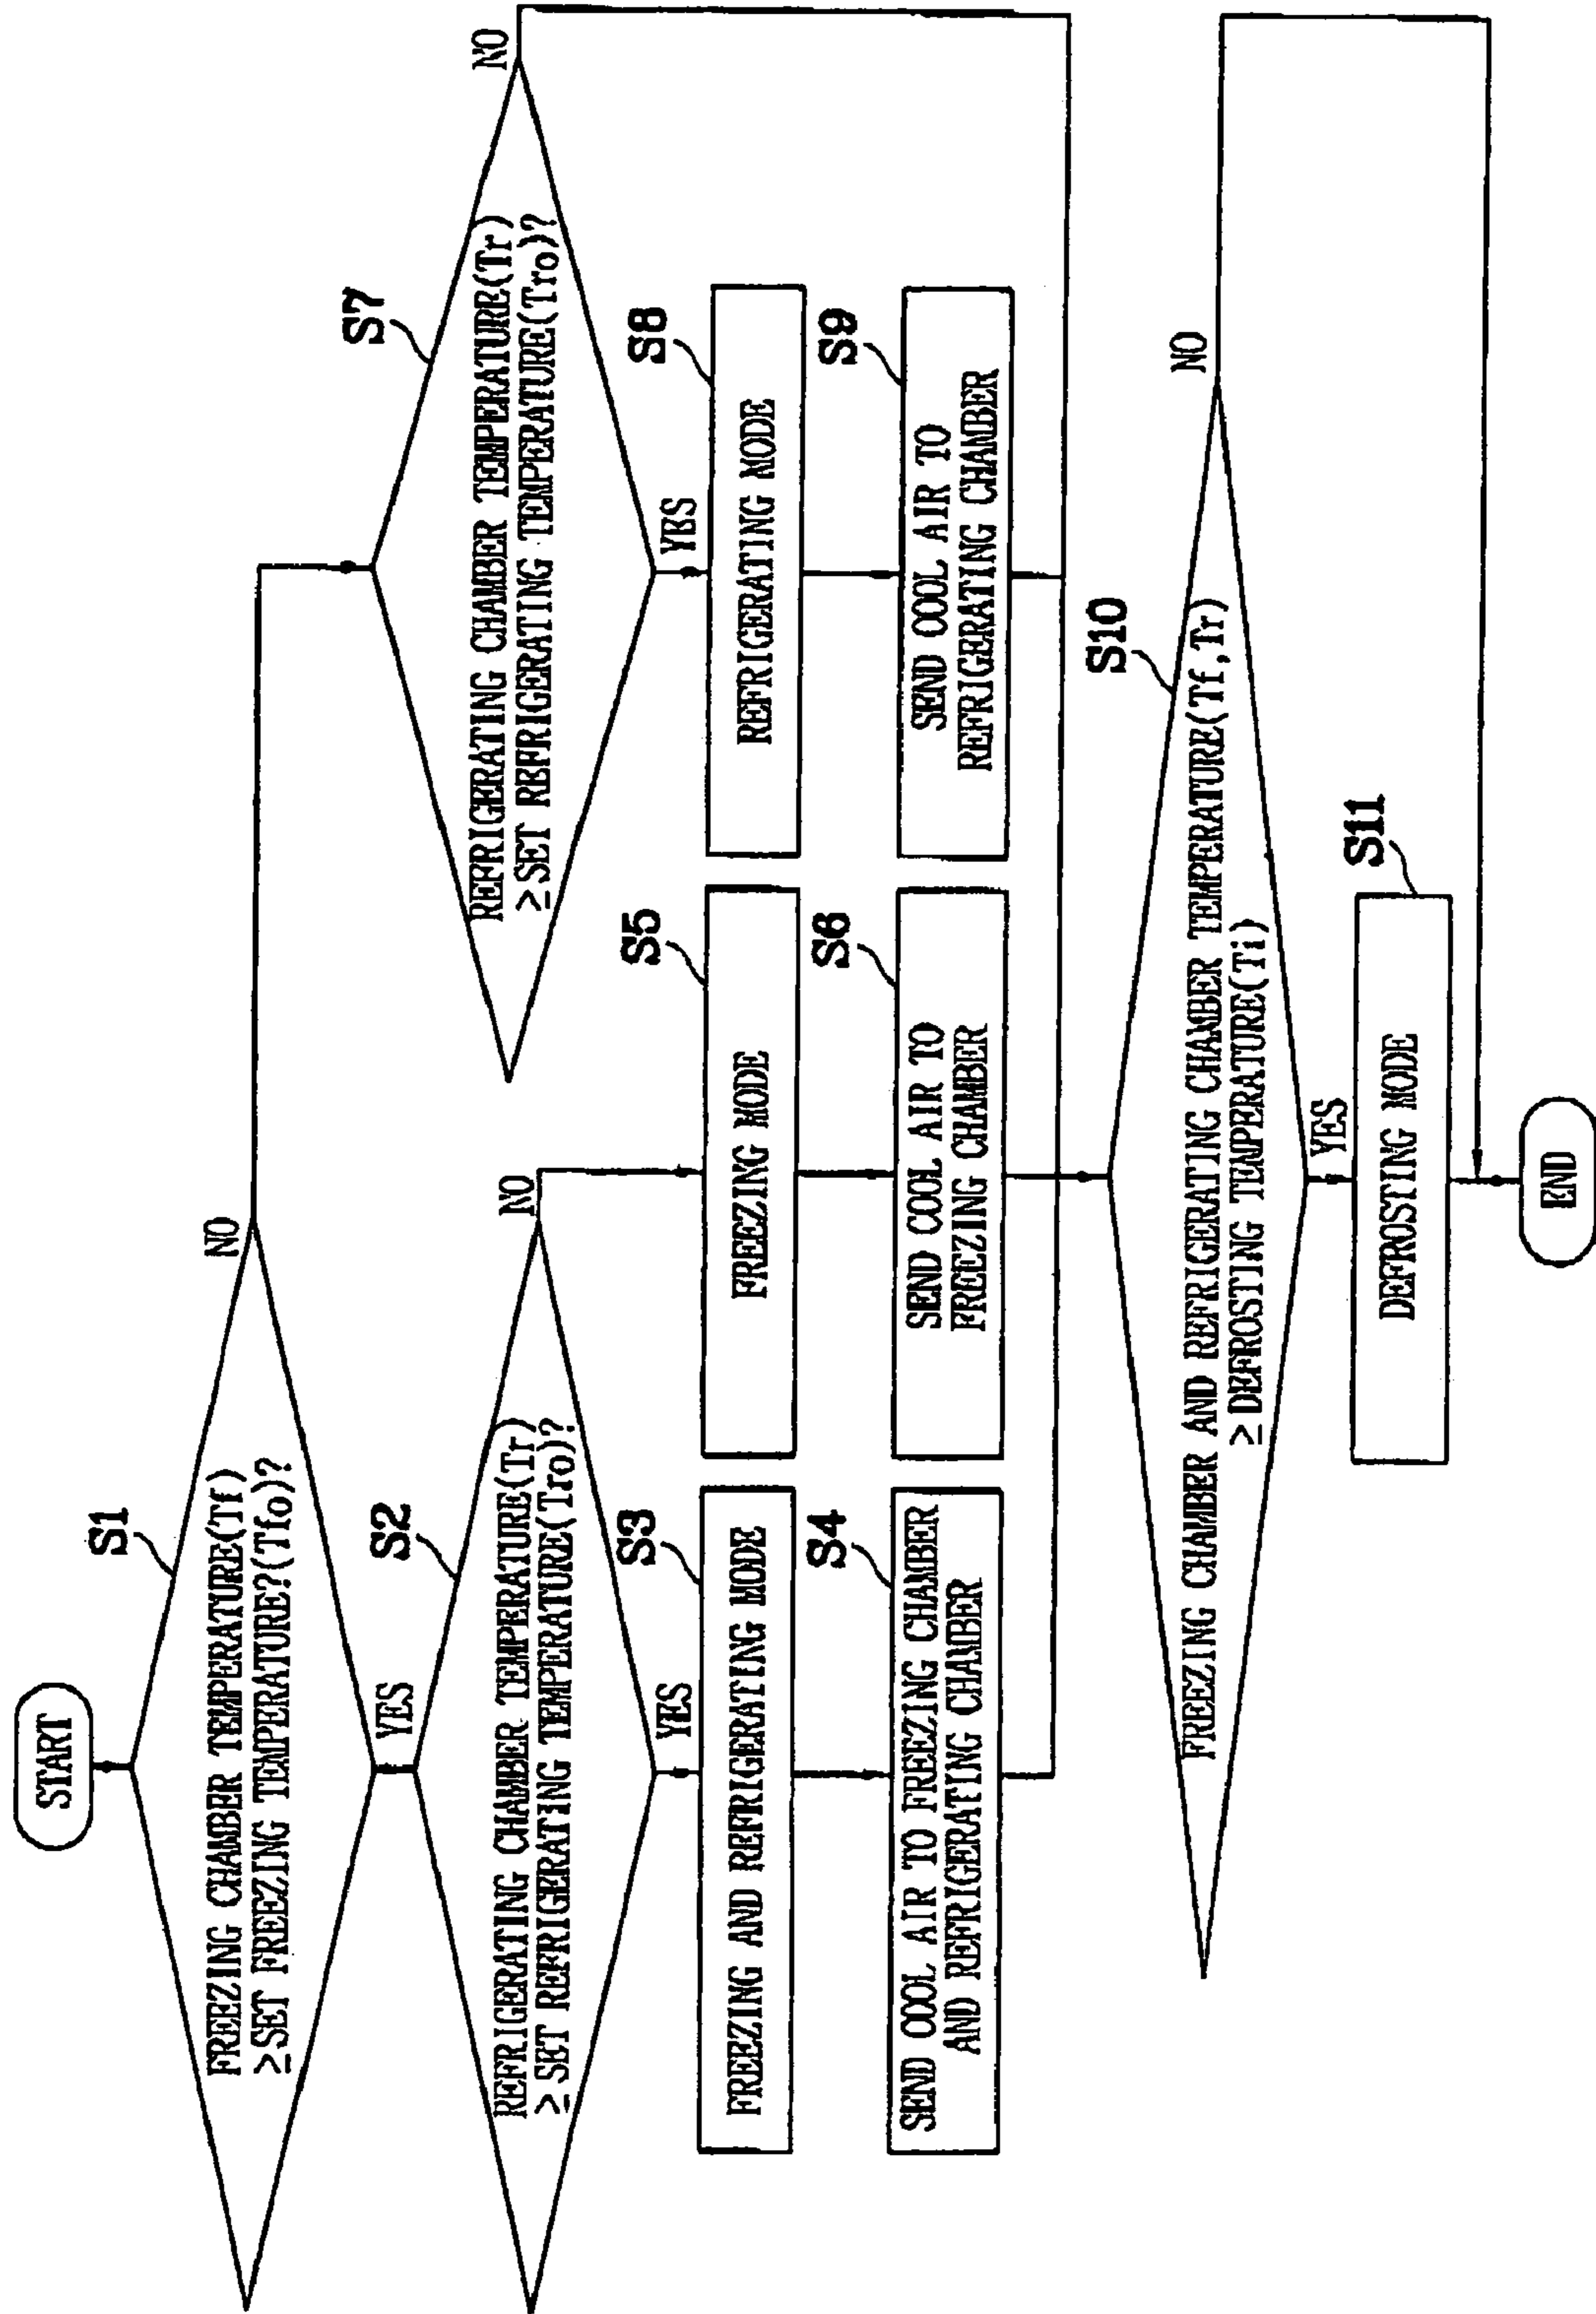 START
S1
FREEZING CHAMBER TEMPERATURE(Tf)
≥SET FREEZING TEMPERATURE?(Tfo)?
NO
YES
S2
REFRIGERATING CHAMBER TEMPERATURE(Tr)
≥SET REFRIGERATING TEMPERATURE(Tro)?
NO
YES
S3
FREEZING AND REFRIGERATING MODE
S4
SEND COOL AIR TO FREEZING CHAMBER
AND REFRIGERATING CHAMBER
S5
FREEZING MODE
S6
SEND COOL AIR TO
FREEZING CHAMBER
S7
REFRIGERATING CHAMBER TEMPERATURE(Tr)
≥SET REFRIGERATING TEMPERATURE(Tro)?
NO
YES
S8
REFRIGERATING MODE
S9
SEND COOL AIR TO
REFRIGERATING CHAMBER
S10
FREEZING CHAMBER AND REFRIGERATING CHAMBER TEMPERATURE(Tf,Tr)
≥DEFROSTING TEMPERATURE(Ti)
NO
YES
S11
DEFROSTING MODE
END